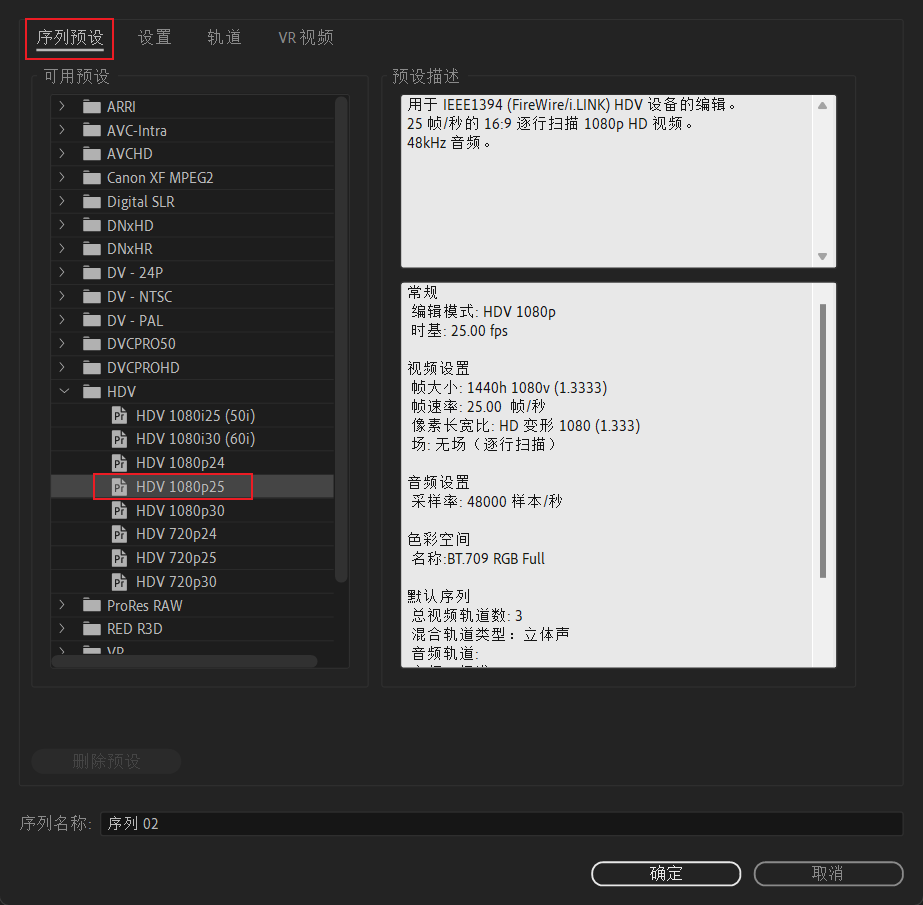 序列预设 设置 轨道 VR 视频
可用预设
ARRI
AVC-Intra
AVCHD
Canon XF MPEG2
Digital SLR
DNxHD
DNxHR
DV - 24P
DV - NTSC
DV - PAL
DVCPRO50
DVCPROHD
HDV
Pr HDV 1080i25 (50i)
Pr HDV 1080i30 (60i)
Pr HDV 1080p24
Pr HDV 1080p25
Pr HDV 1080p30
Pr HDV 720p24
Pr HDV 720p25
Pr HDV 720p30
ProRes RAW
RED R3D
VR
预设描述
用于 IEEE1394 (FireWire/i.LINK) HDV 设备的编辑。
25 帧/秒的 16:9 逐行扫描 1080p HD 视频。
48kHz 音频。
常规
编辑模式: HDV 1080p
时基: 25.00 fps
视频设置
帧大小: 1440h 1080v (1.3333)
帧速率: 25.00 帧/秒
像素长宽比: HD 变形 1080 (1.333)
场: 无场（逐行扫描）
音频设置
采样率: 48000 样本/秒
色彩空间
名称:BT.709 RGB Full
默认序列
总视频轨道数: 3
混合轨道类型：立体声
音频轨道:
删除预设
序列名称: 序列 02
确定 取消